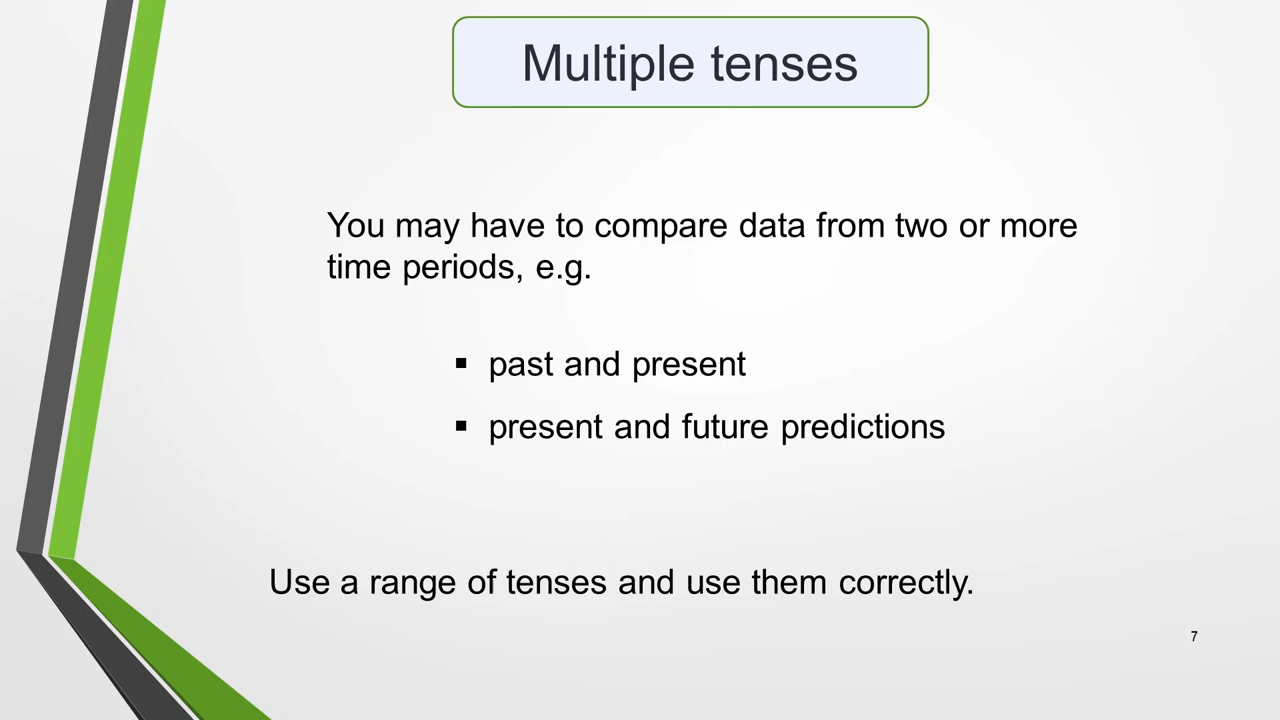 Multiple tenses
You may have to compare data from two or more
time periods, e.g.
▪ past and present
▪ present and future predictions
Use a range of tenses and use them correctly.
7